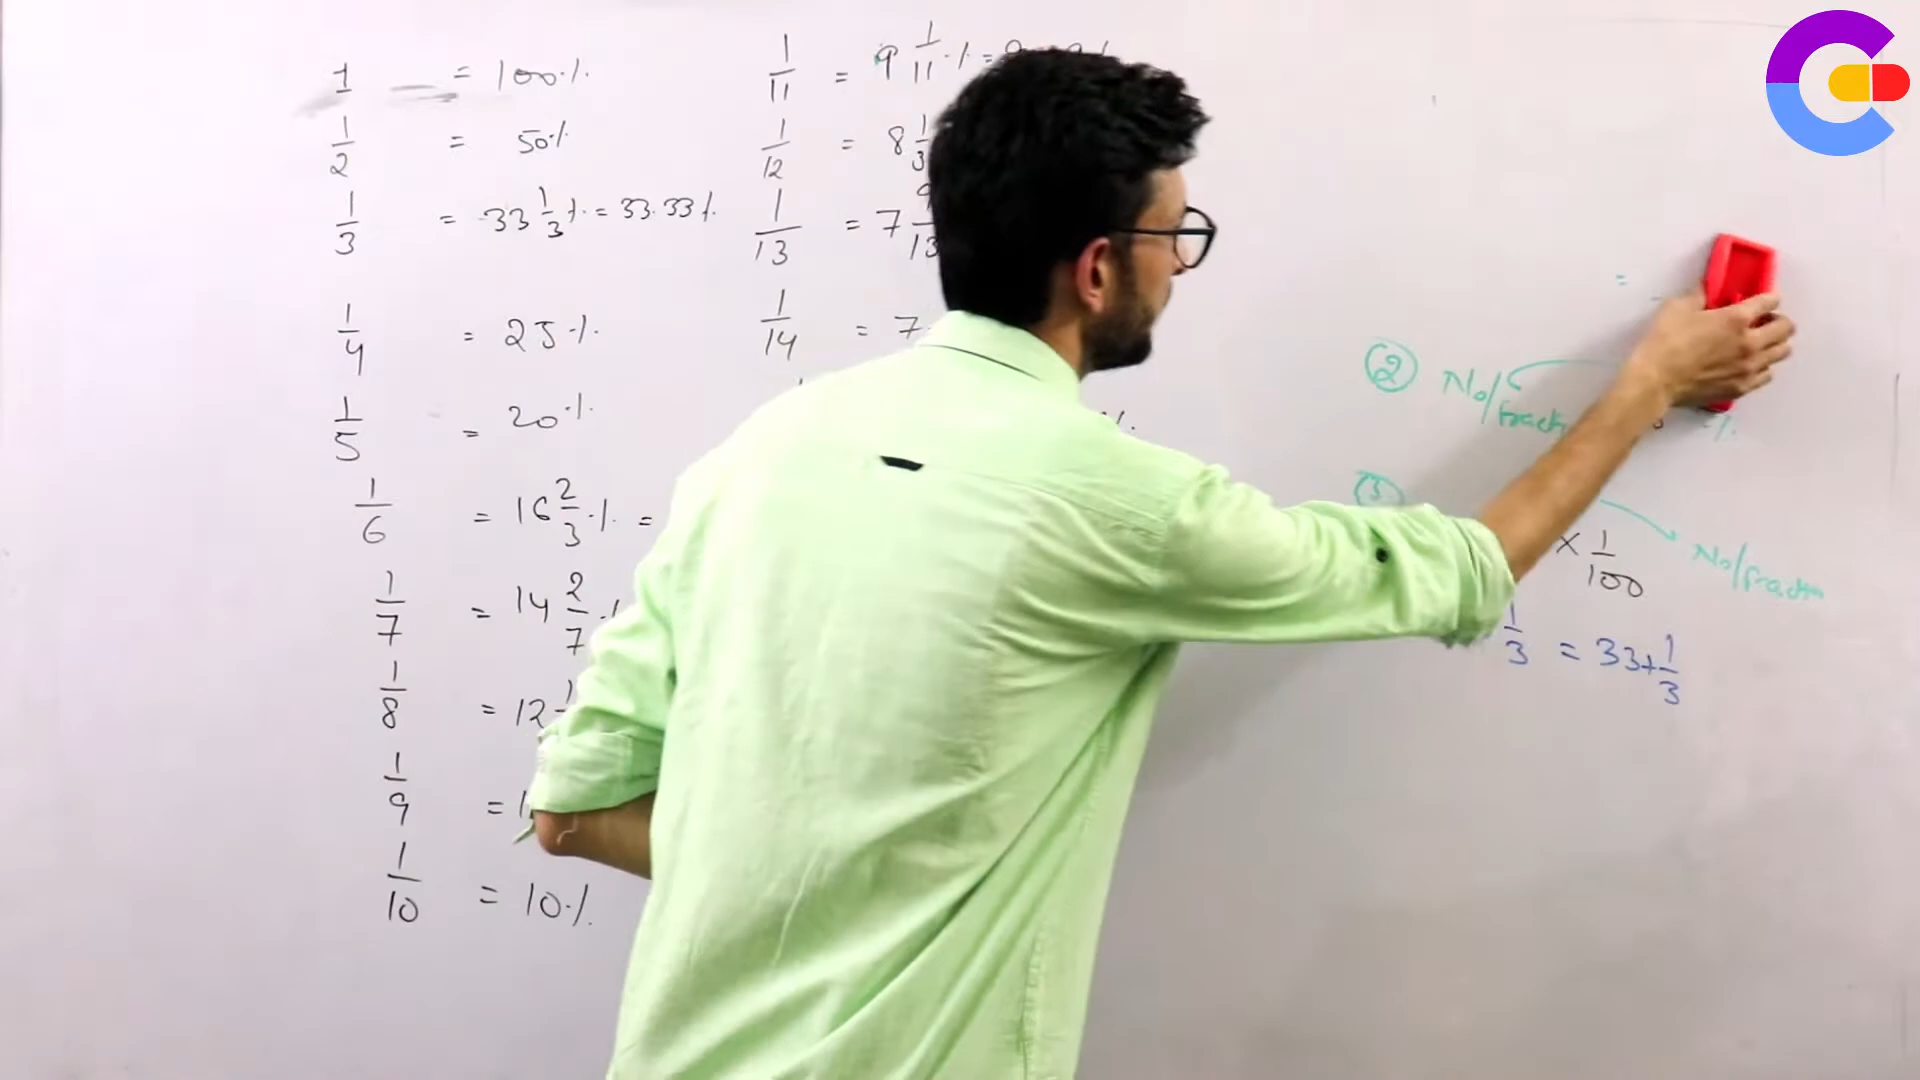 1 = 100%
1/2 = 50%
1/3 = 33 1/3 % = 33.33%
1/4 = 25%
1/5 = 20%
1/6 = 16 2/3 % =
1/7 = 14 2/7
1/8 = 12
1/9 =
1/10 = 10%
1/11 = 9 1/11 % =
1/12 = 8 1/3
1/13 = 7
1/14 = 7
=
② No/fract
%
③
No/fraction
× 1/100
1/3 = 33+1/3